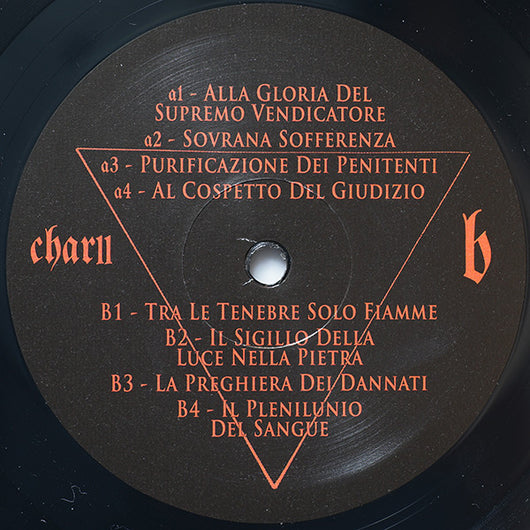 a1 - Alla Gloria Del
Supremo Vendicatore
a2 - Sovrana Sofferenza
a3 - Purificazione Dei Penitenti
a4 - Al Cospetto Del Giudizio
char11
b
B1 - Tra Le Tenebre Solo Fiamme
B2 - Il Sigillo Della
Luce Nella Pietra
B3 - La Preghiera Dei Dannati
B4 - Il Plenilunio
Del Sangue